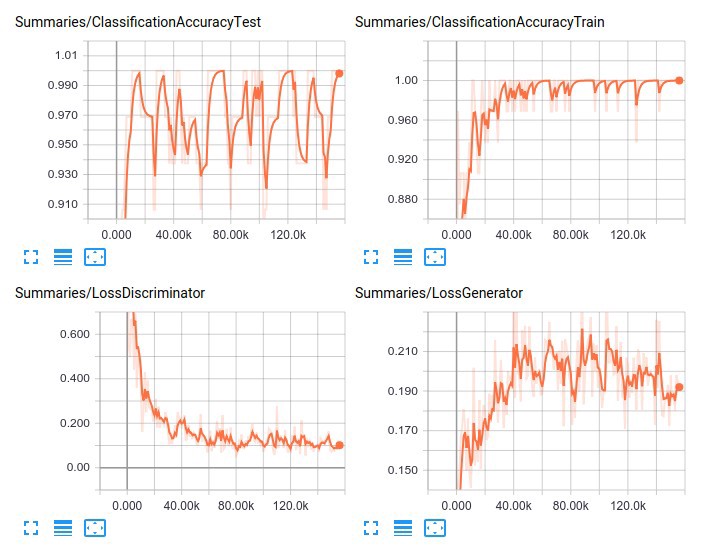 Summaries/ClassificationAccuracyTest
1.01
0.990
0.970
0.950
0.930
0.910
0.000 40.00k 80.00k 120.0k
Summaries/ClassificationAccuracyTrain
1.00
0.960
0.920
0.880
0.000 40.00k 80.00k 120.0k
Summaries/LossDiscriminator
0.600
0.400
0.200
0.00
0.000 40.00k 80.00k 120.0k
Summaries/LossGenerator
0.210
0.190
0.170
0.150
0.000 40.00k 80.00k 120.0k